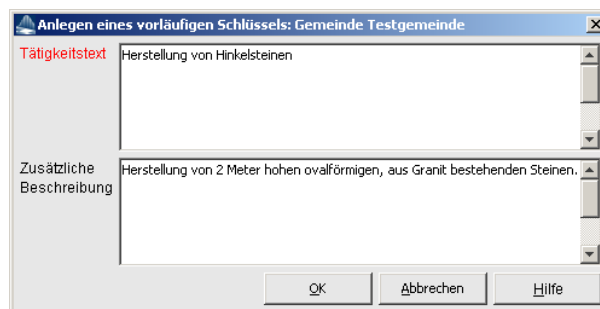 Anlegen eines vorläufigen Schlüssels: Gemeinde Testgemeinde
Tätigkeitstext
Herstellung von Hinkelsteinen
Zusätzliche
Beschreibung
Herstellung von 2 Meter hohen ovalförmigen, aus Granit bestehenden Steinen.
OK
Abbrechen
Hilfe